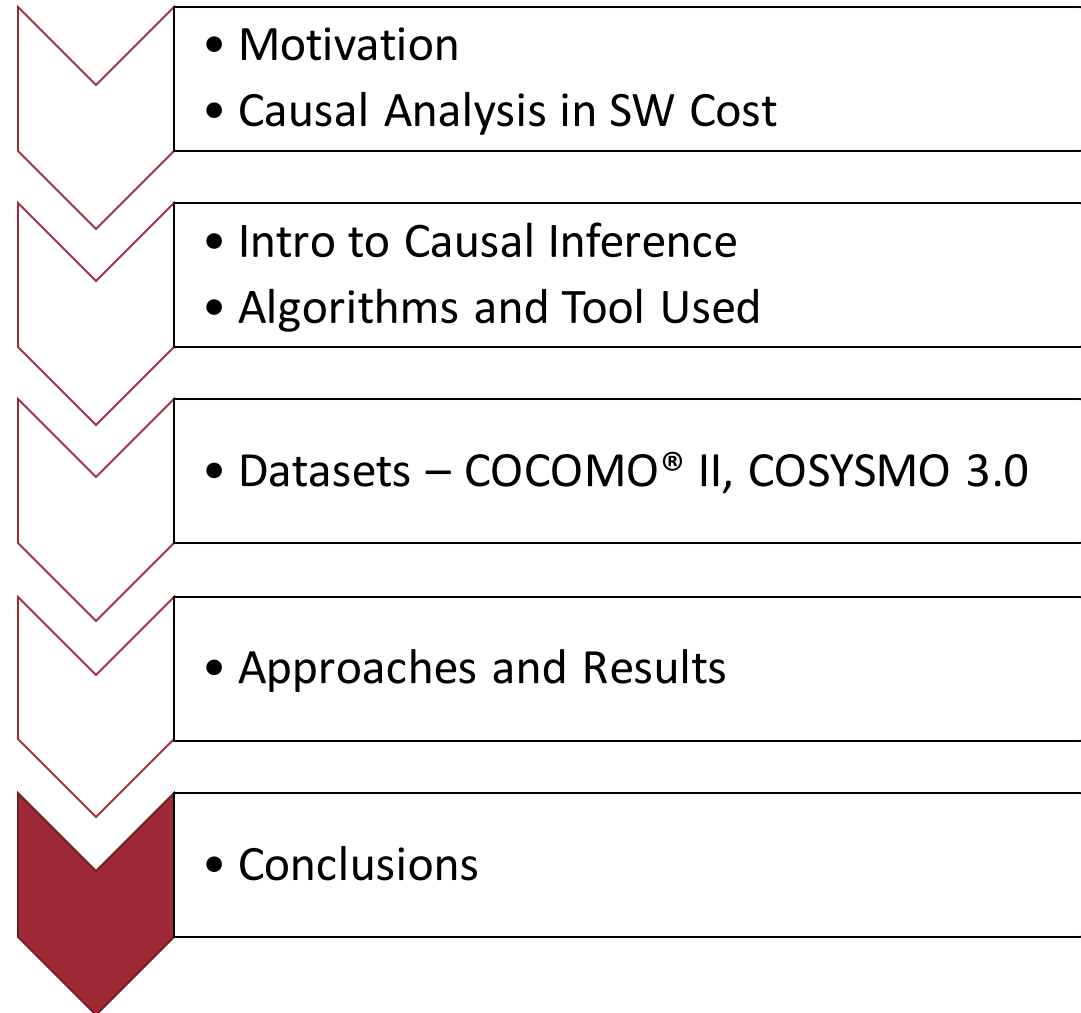 • Motivation
• Causal Analysis in SW Cost
• Intro to Causal Inference
• Algorithms and Tool Used
• Datasets – COCOMO® II, COSYSMO 3.0
• Approaches and Results
• Conclusions